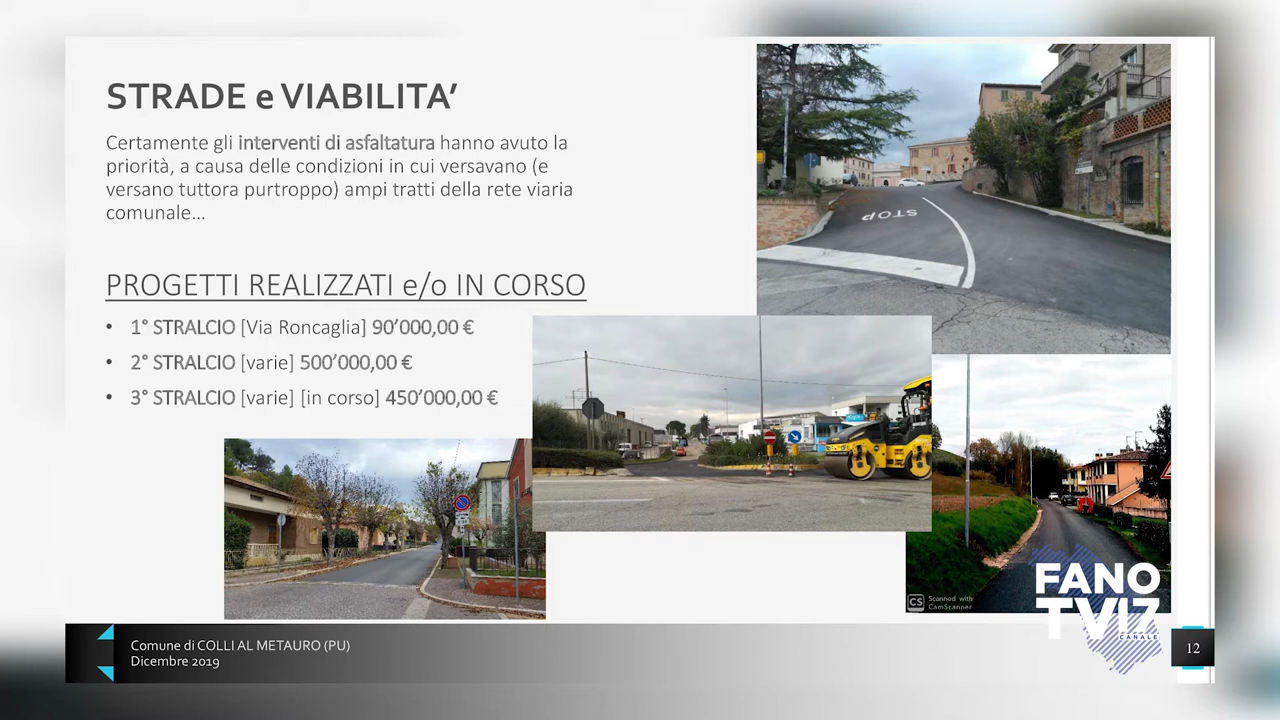 STRADE e VIABILITA’
Certamente gli interventi di asfaltatura hanno avuto la
priorità, a causa delle condizioni in cui versavano (e
versano tuttora purtroppo) ampi tratti della rete viaria
comunale...
PROGETTI REALIZZATI e/o IN CORSO
• 1° STRALCIO [Via Roncaglia] 90’000,00 €
• 2° STRALCIO [varie] 500’000,00 €
• 3° STRALCIO [varie] [in corso] 450’000,00 €
STOP
CS Scanned with
CamScanner
FANO
TV
CANALE
Comune di COLLI AL METAURO (PU)
Dicembre 2019
12